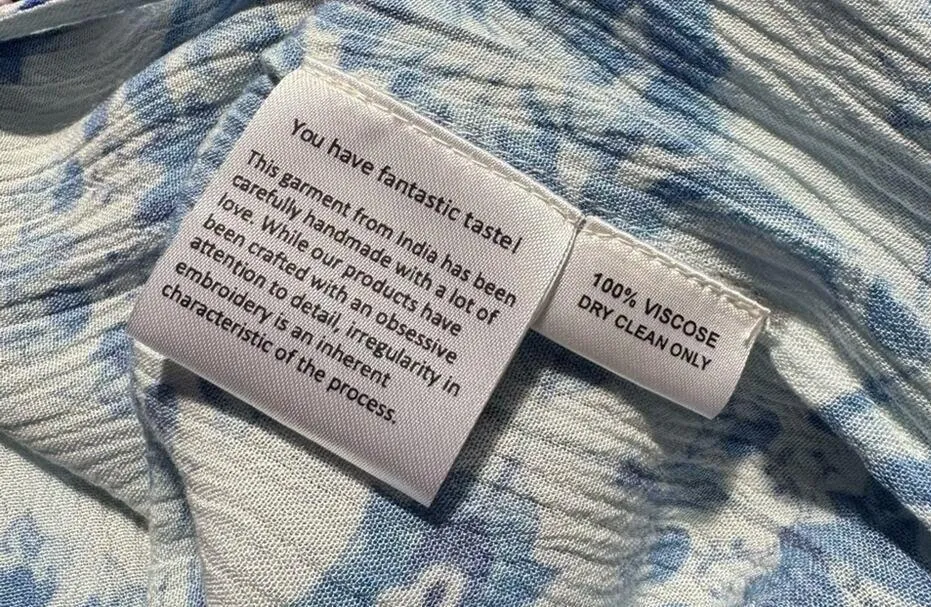 You have fantastic taste!
This garment from India has been
carefully handmade with a lot of
love. While our products have
been crafted with an obsessive
attention to detail, irregularity in
embroidery is an inherent
characteristic of the process.
100% VISCOSE
DRY CLEAN ONLY